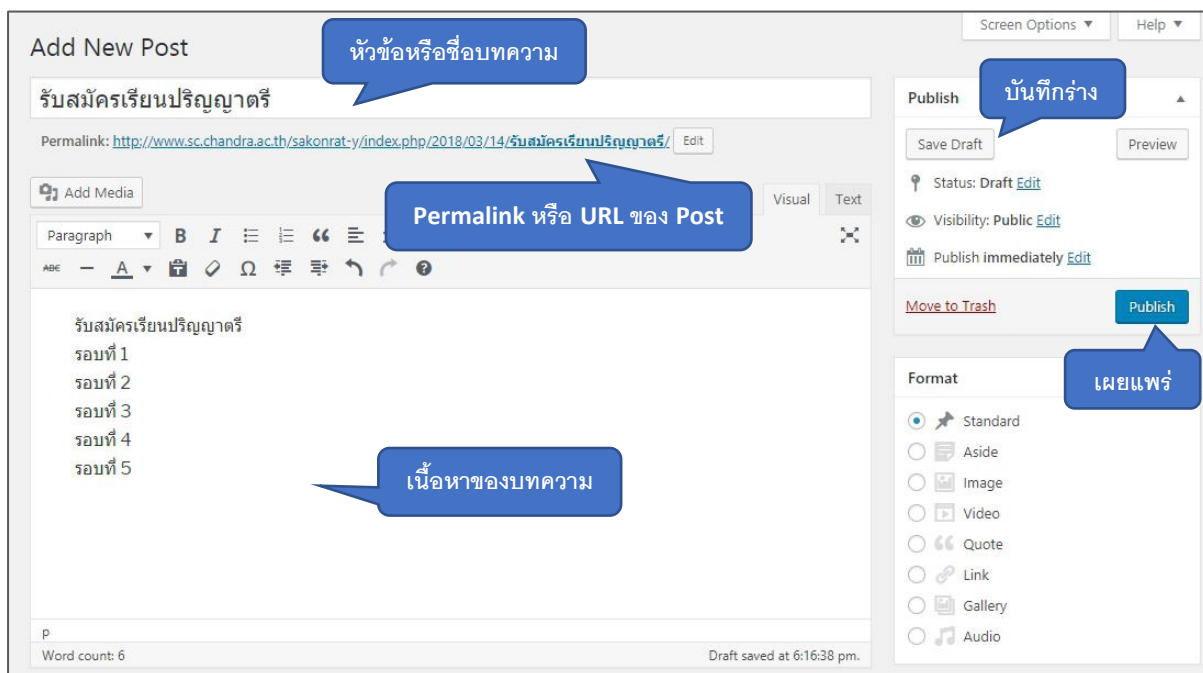 Screen Options ▼ Help ▼
Add New Post
หัวข้อหรือชื่อบทความ
รับสมัครเรียนปริญญาตรี
Permalink: http://www.sc.chandra.ac.th/sakonrat-y/index.php/2018/03/14/รับสมัครเรียนปริญญาตรี/ Edit
Permalink หรือ URL ของ Post
Add Media
Visual Text
Paragraph ▼ B I
ABC A Ω
รับสมัครเรียนปริญญาตรี
รอบที่ 1
รอบที่ 2
รอบที่ 3
รอบที่ 4
รอบที่ 5
เนื้อหาของบทความ
p
Word count: 6 Draft saved at 6:16:38 pm.
Publish
บันทึกร่าง
Save Draft Preview
Status: Draft Edit
Visibility: Public Edit
Publish immediately Edit
Move to Trash Publish
เผยแพร่
Format
Standard
Aside
Image
Video
Quote
Link
Gallery
Audio